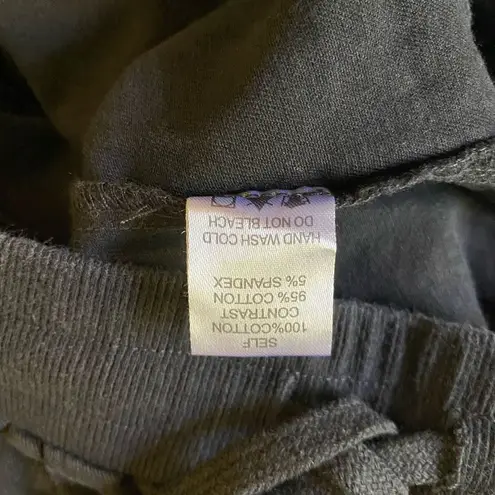 SELF
100%COTTON
CONTRAST
95% COTTON
5% SPANDEX
HAND WASH COLD
DO NOT BLEACH